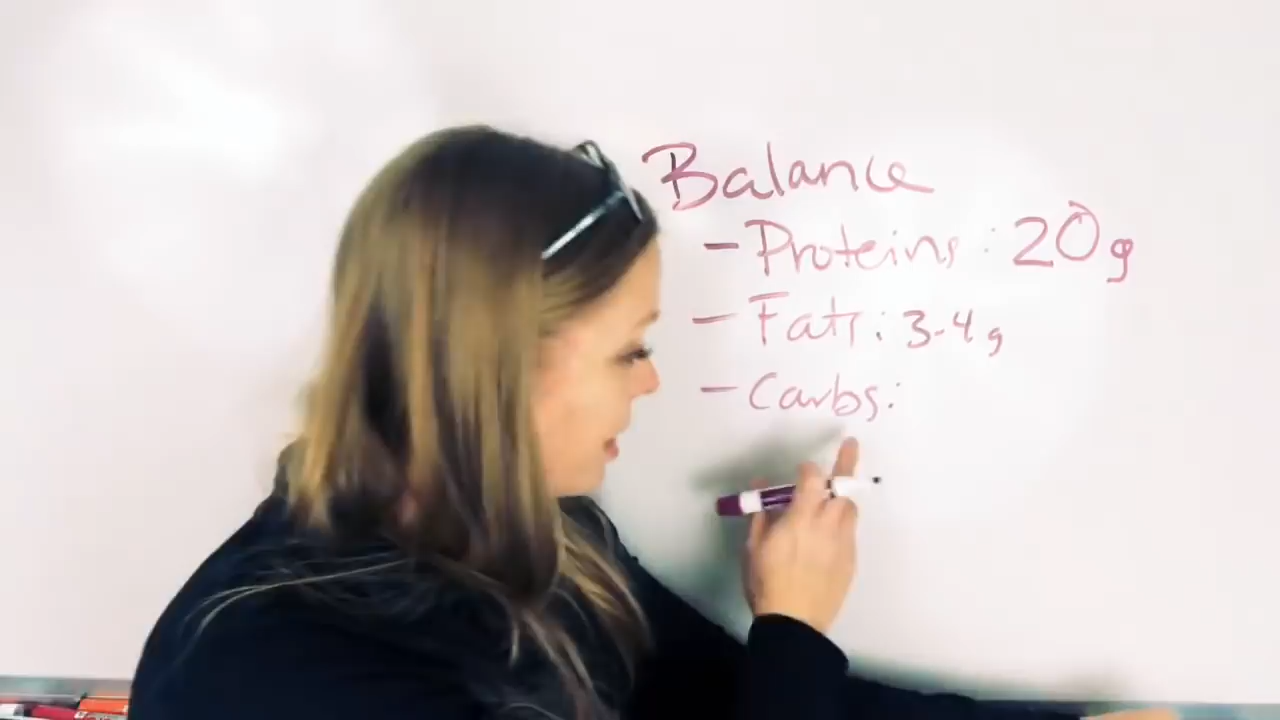 Balance
- Proteins: 20g
- Fats: 3-4g
- Carbs: